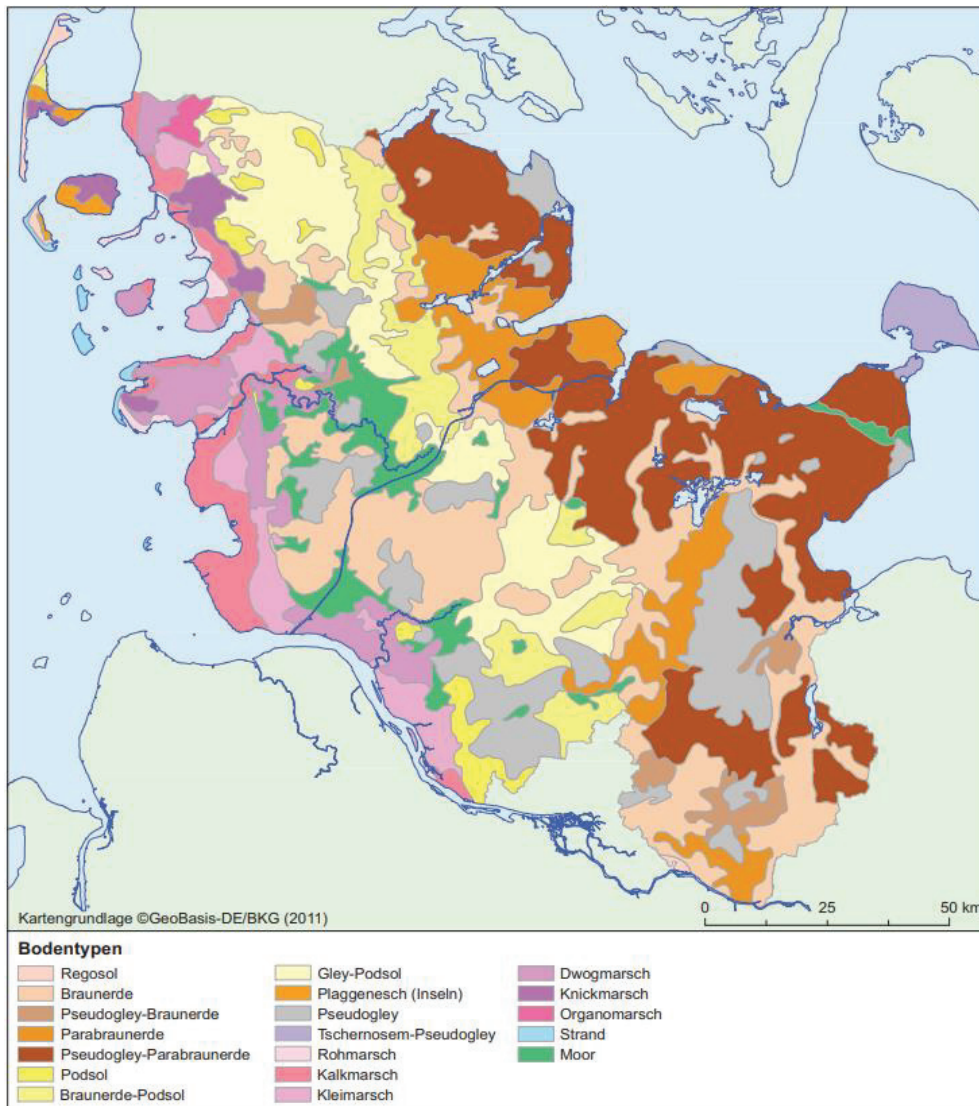 Kartengrundlage ©GeoBasis-DE/BKG (2011)
0 25 50 km
Bodentypen
Regosol
Braunerde
Pseudogley-Braunerde
Parabraunerde
Pseudogley-Parabraunerde
Podsol
Braunerde-Podsol
Gley-Podsol
Plaggenesch (Inseln)
Pseudogley
Tschernosem-Pseudogley
Rohmarsch
Kalkmarsch
Kleimarsch
Dwogmarsch
Knickmarsch
Organomarsch
Strand
Moor